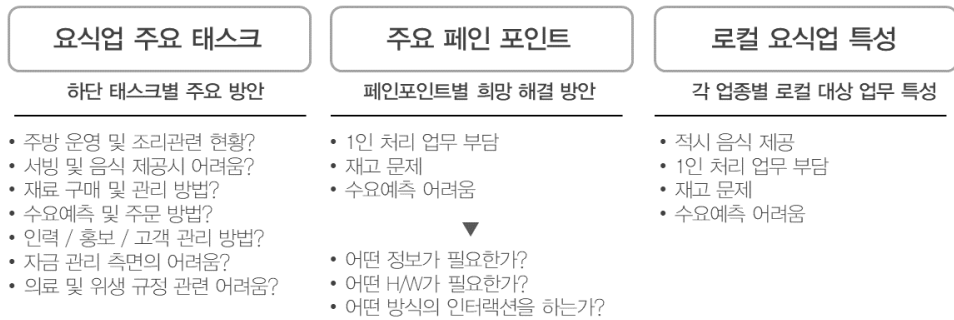 요식업 주요 태스크
하단 태스크별 주요 방안
• 주방 운영 및 조리관련 현황?
• 서빙 및 음식 제공시 어려움?
• 재료 구매 및 관리 방법?
• 수요예측 및 주문 방법?
• 인력 / 홍보 / 고객 관리 방법?
• 자금 관리 측면의 어려움?
• 의료 및 위생 규정 관련 어려움?
주요 페인 포인트
페인포인트별 희망 해결 방안
• 1인 처리 업무 부담
• 재고 문제
• 수요예측 어려움
▼
• 어떤 정보가 필요한가?
• 어떤 H/W가 필요한가?
• 어떤 방식의 인터랙션을 하는가?
로컬 요식업 특성
각 업종별 로컬 대상 업무 특성
• 적시 음식 제공
• 1인 처리 업무 부담
• 재고 문제
• 수요예측 어려움